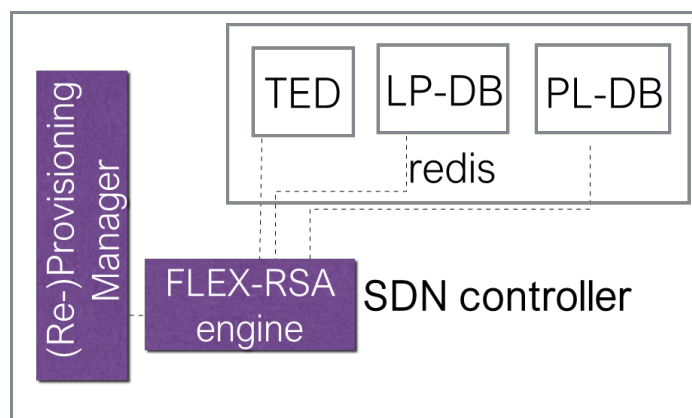 TED
LP-DB
PL-DB
redis
(Re-)Provisioning
Manager
FLEX-RSA
engine
SDN controller